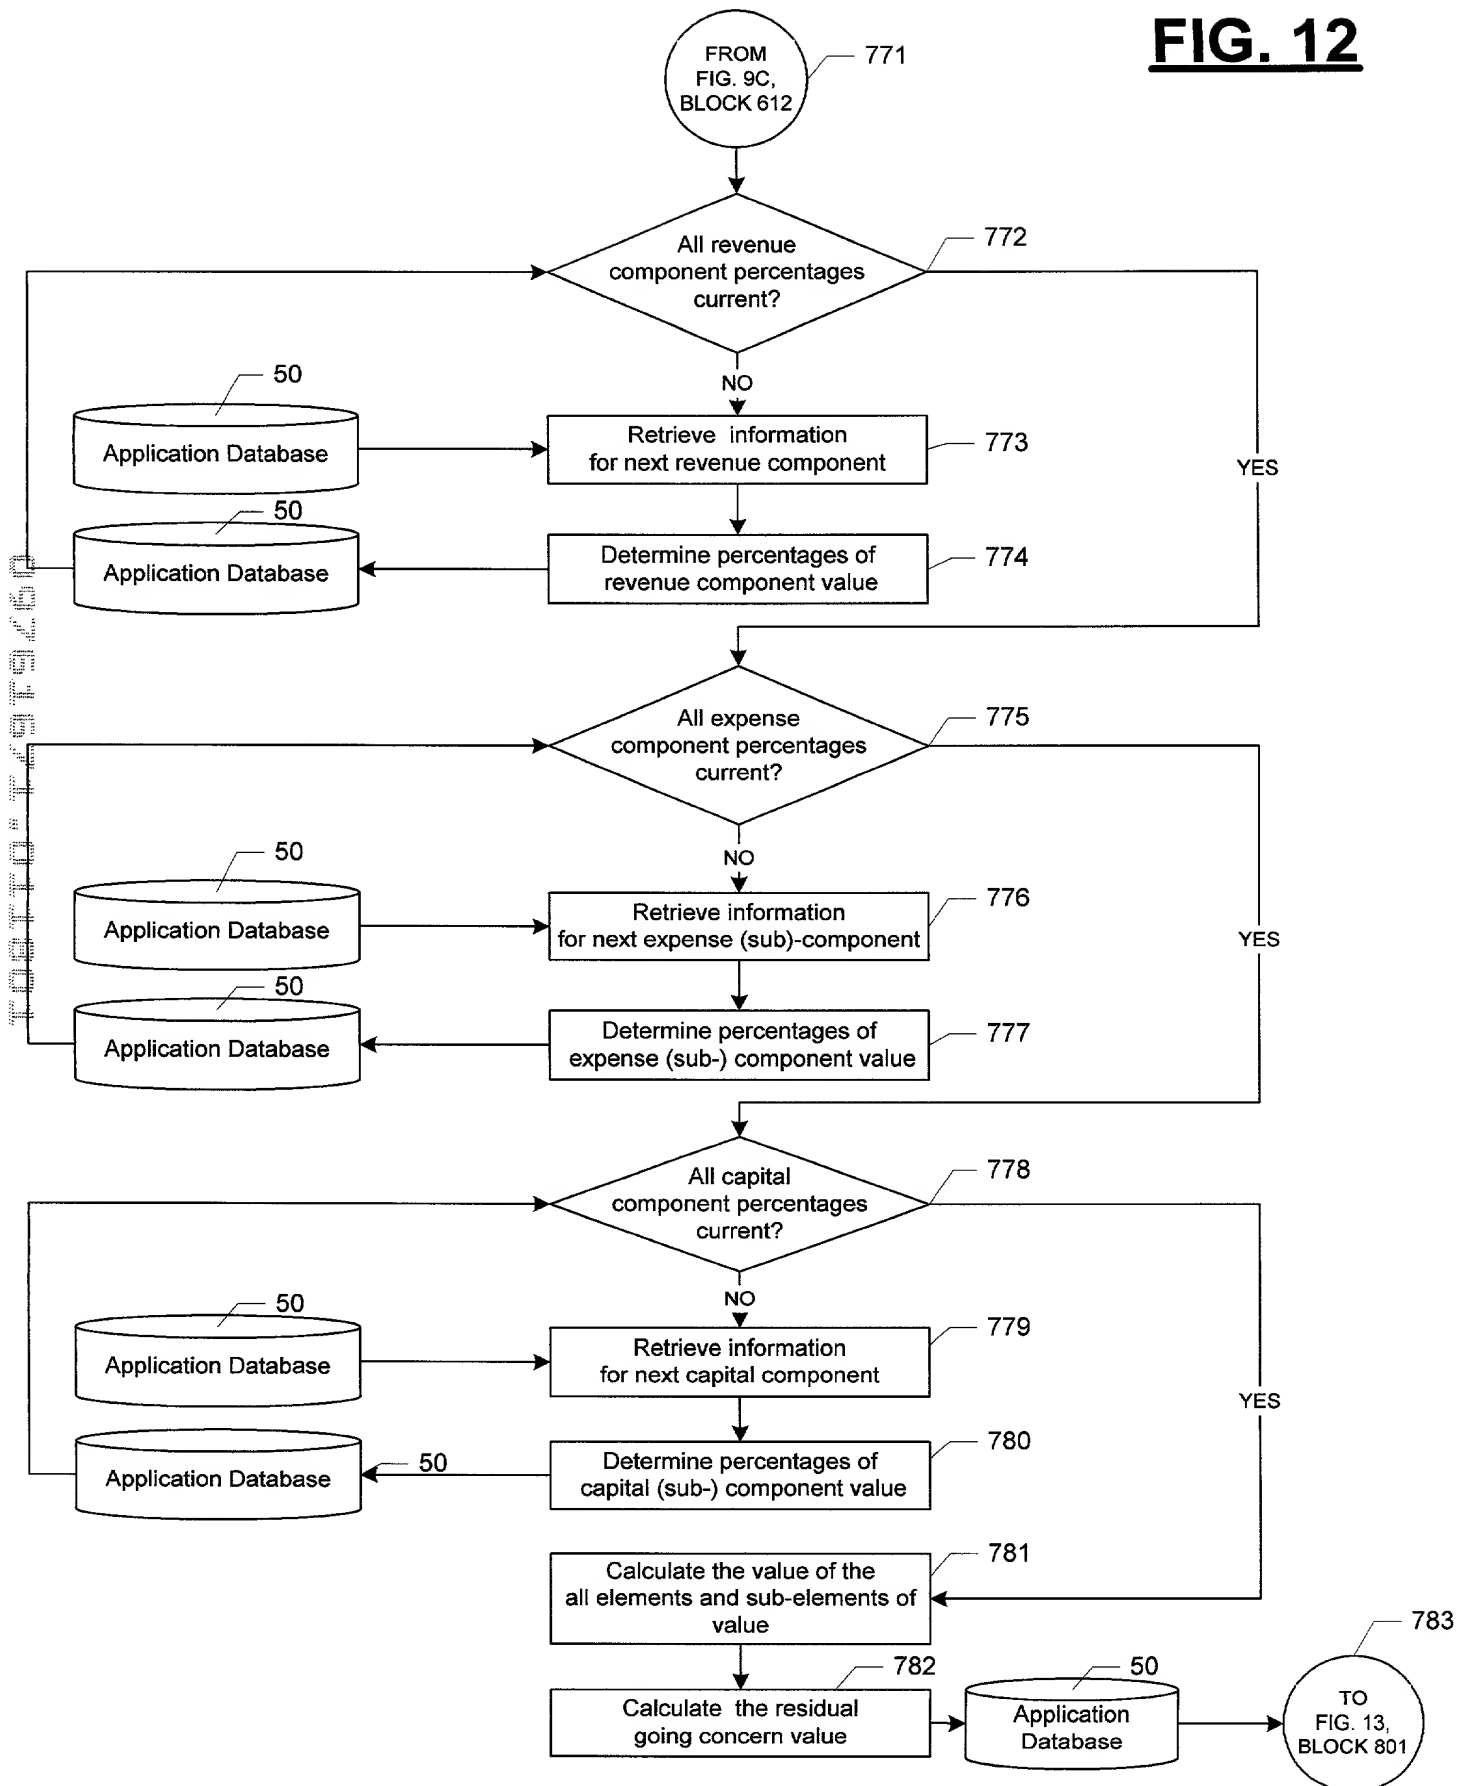 FIG. 12
FROM
FIG. 9C,
BLOCK 612
771
All revenue
component percentages
current?
772
NO
YES
50
Application Database
Retrieve information
for next revenue component
773
50
Application Database
Determine percentages of
revenue component value
774
All expense
component percentages
current?
775
NO
YES
50
Application Database
Retrieve information
for next expense (sub)-component
776
50
Application Database
Determine percentages of
expense (sub-) component value
777
All capital
component percentages
current?
778
NO
YES
50
Application Database
Retrieve information
for next capital component
779
50
Application Database
Determine percentages of
capital (sub-) component value
780
Calculate the value of the
all elements and sub-elements of
value
781
Calculate the residual
going concern value
782
50
Application
Database
TO
FIG. 13,
BLOCK 801
783